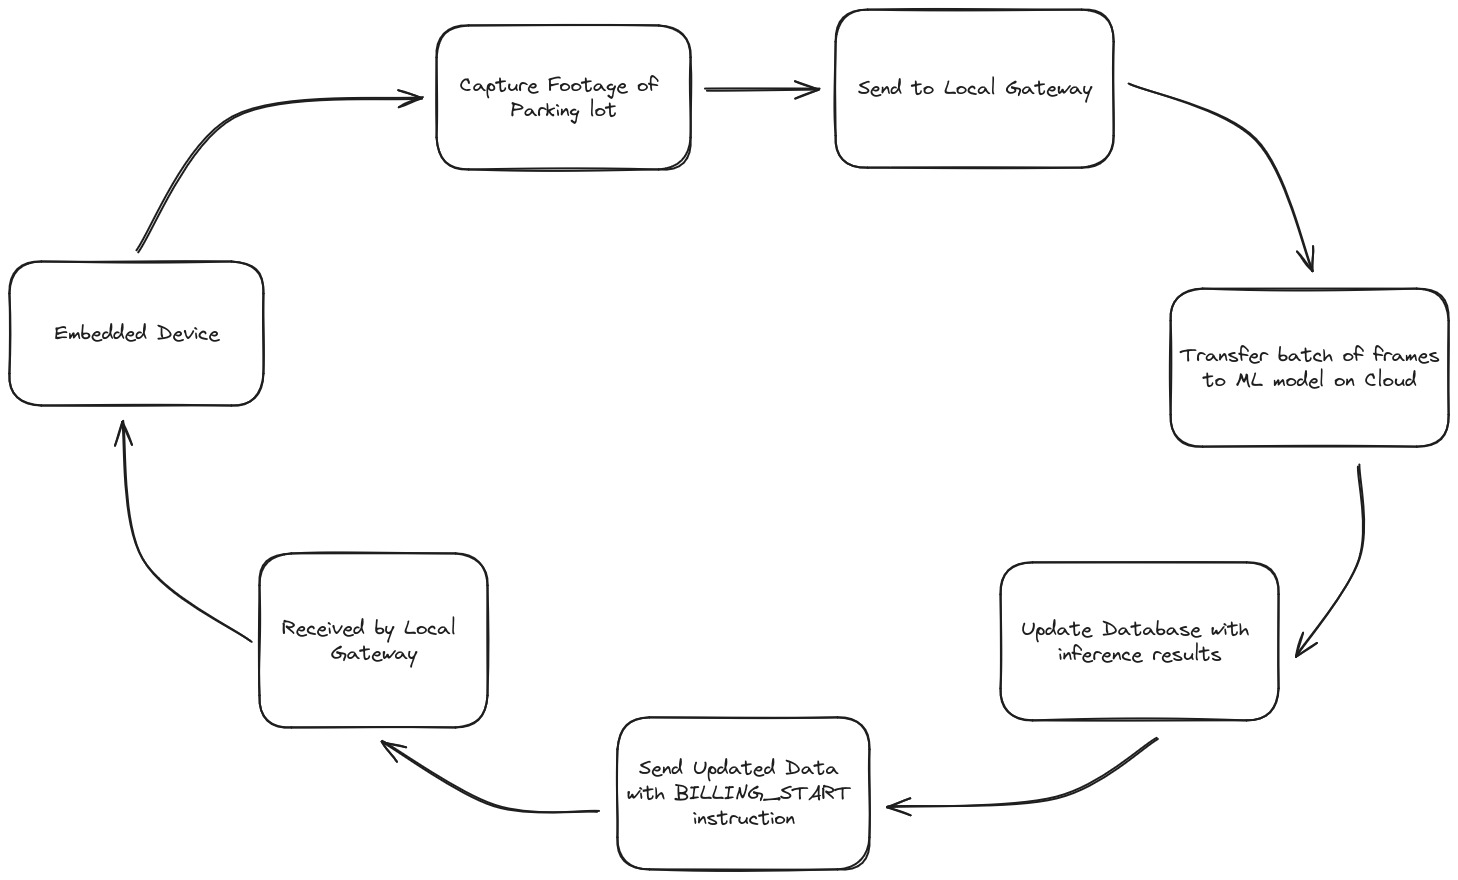 Capture Footage of
Parking lot
Send to Local Gateway
Embedded Device
Transfer batch of frames
to ML model on Cloud
Received by Local
Gateway
Update Database with
inference results
Send Updated Data
with BILLING_START
instruction